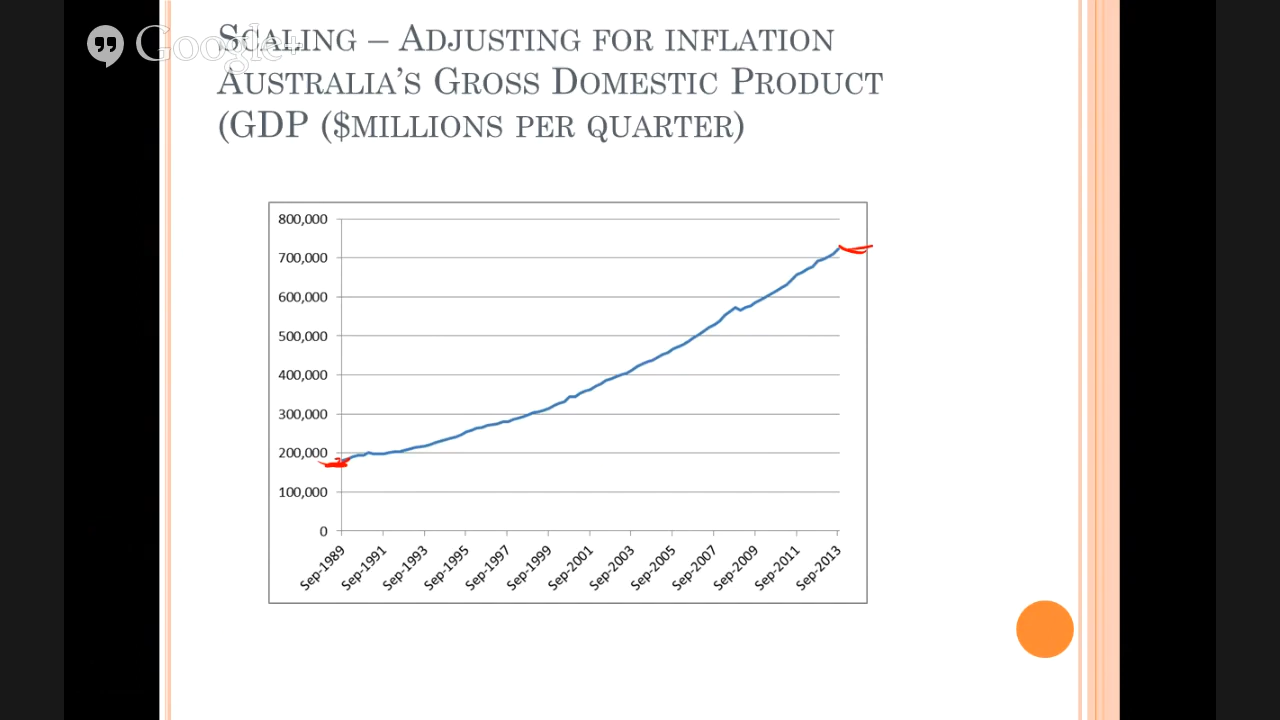 Google+
SCALING – ADJUSTING FOR INFLATION
AUSTRALIA'S GROSS DOMESTIC PRODUCT
(GDP ($MILLIONS PER QUARTER)
800,000
700,000
600,000
500,000
400,000
300,000
200,000
100,000
0
Sep-1989
Sep-1991
Sep-1993
Sep-1995
Sep-1997
Sep-1999
Sep-2001
Sep-2003
Sep-2005
Sep-2007
Sep-2009
Sep-2011
Sep-2013